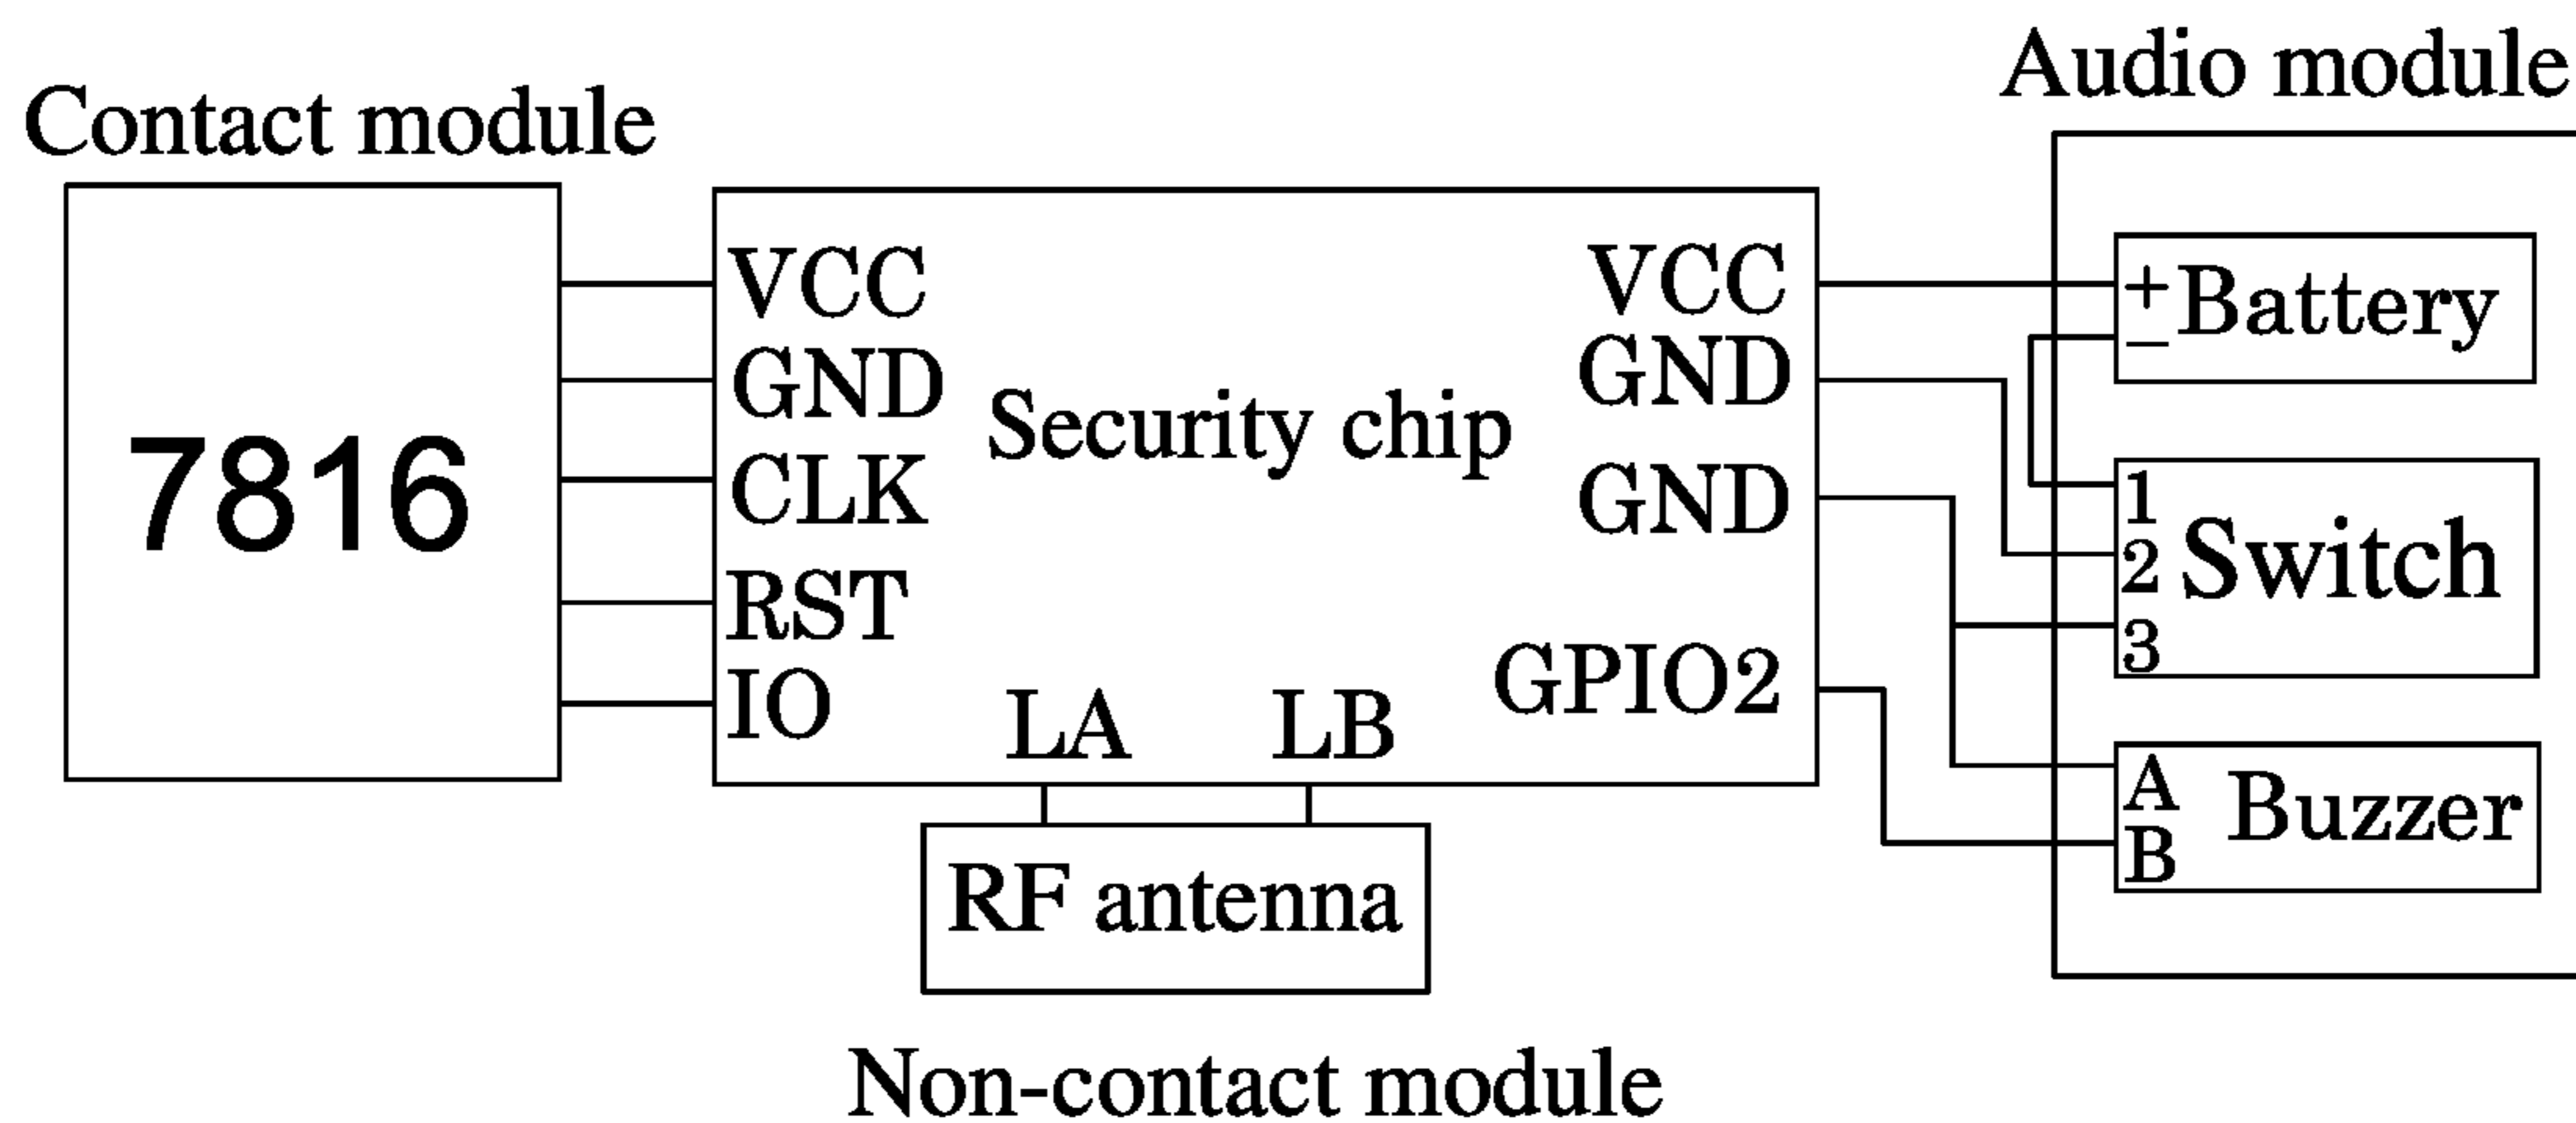 Contact module
7816
VCC
GND
CLK
RST
IO
Security chip
LA LB
VCC
GND
GND
GPIO2
RF antenna
Non-contact module
Audio module
+ Battery
−
1
2 Switch
3
A Buzzer
B